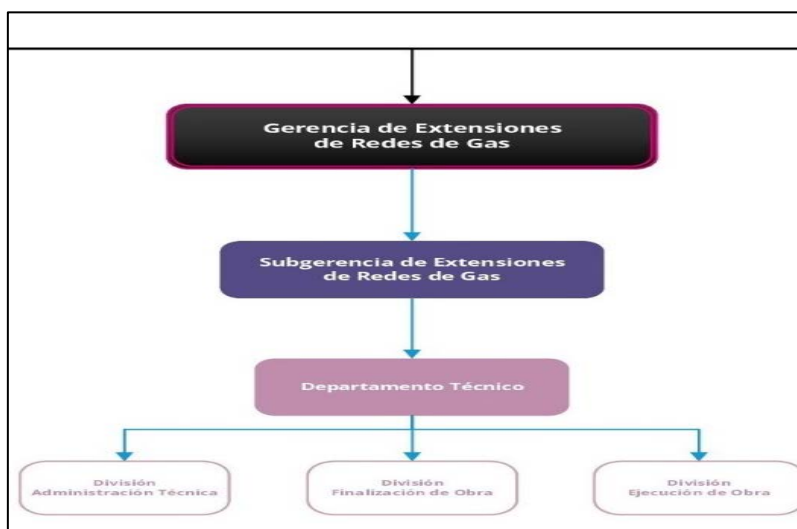 Gerencia de Extensiones
de Redes de Gas
Subgerencia de Extensiones
de Redes de Gas
Departamento Técnico
División
Administración Técnica
División
Finalización de Obra
División
Ejecución de Obra